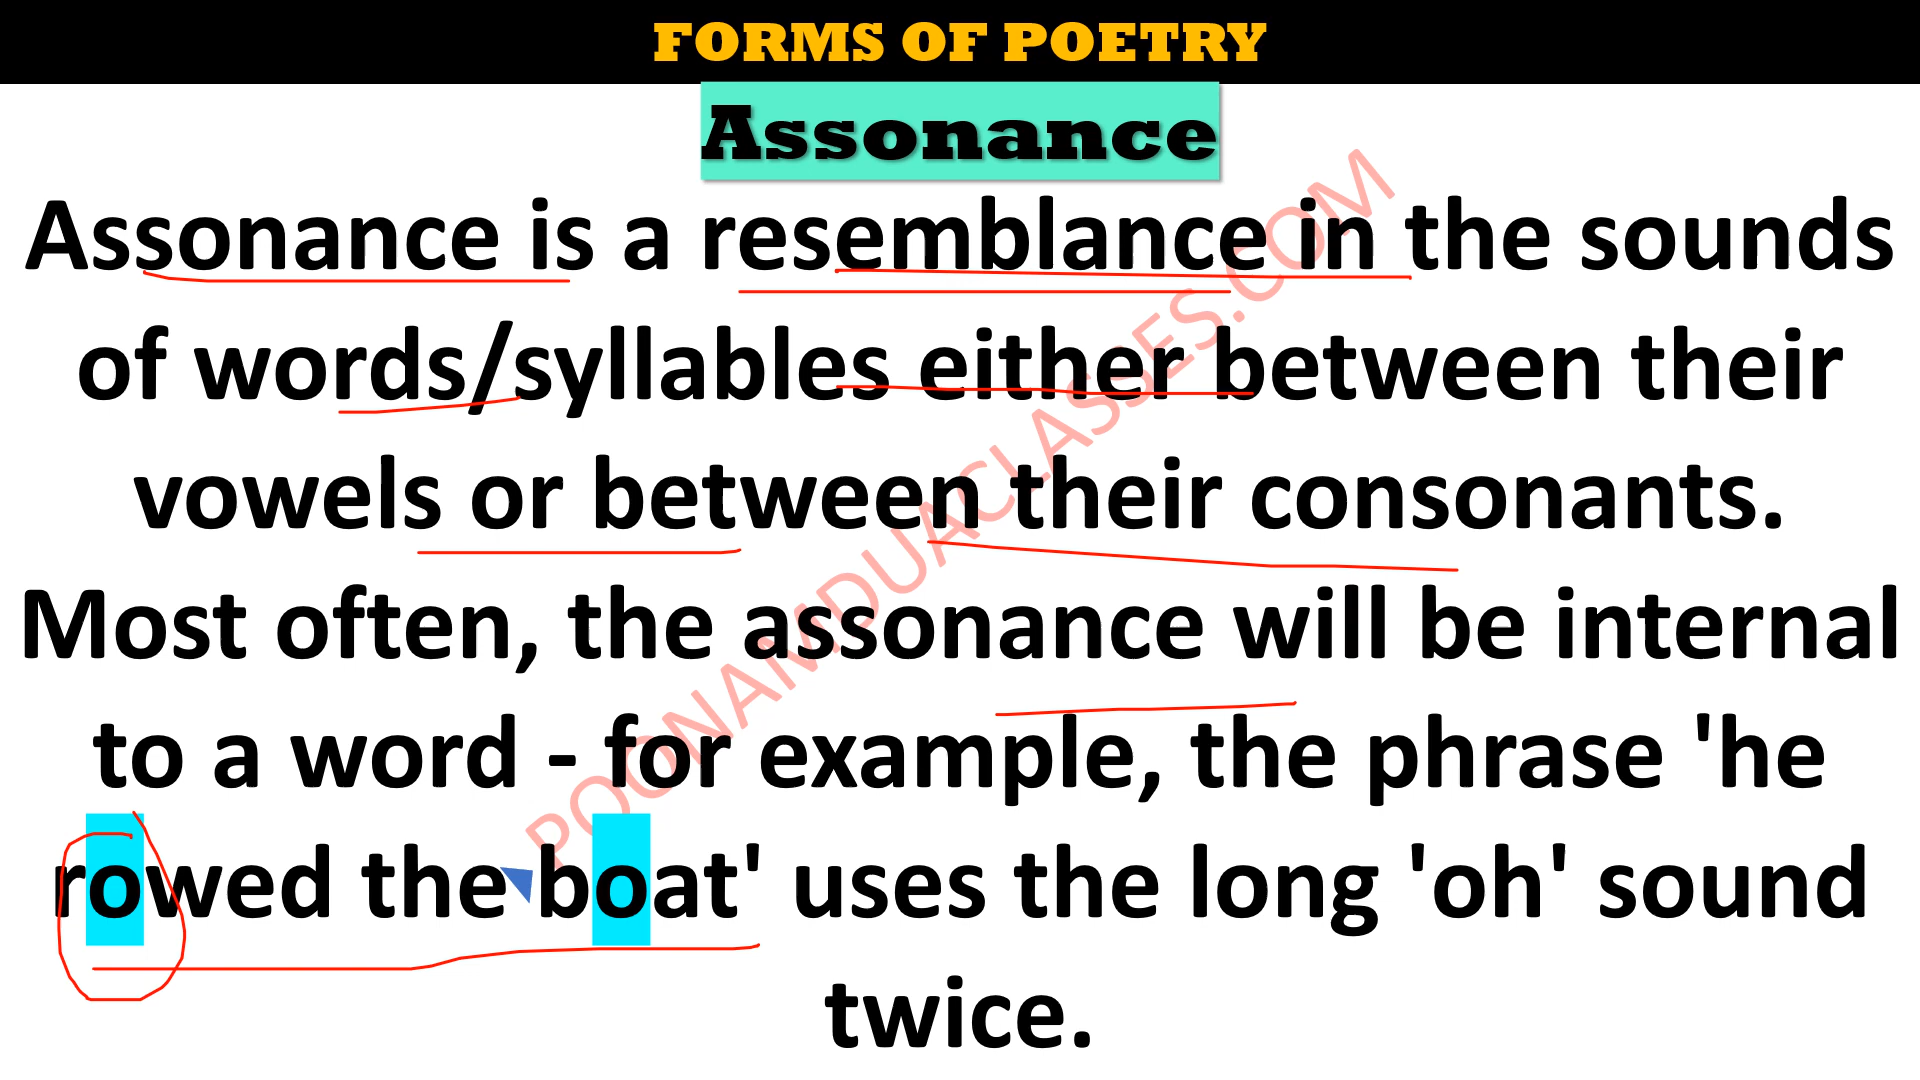 FORMS OF POETRY
Assonance
Assonance is a resemblance in the sounds
of words/syllables either between their
vowels or between their consonants.
Most often, the assonance will be internal
to a word - for example, the phrase 'he
rowed the boat' uses the long 'oh' sound
twice.
POONAMDUACLASSES.COM